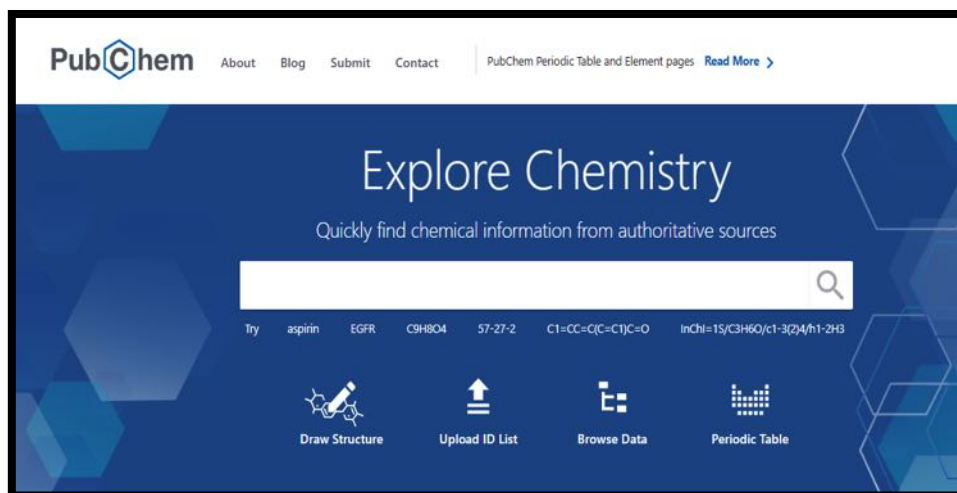 PubChem About Blog Submit Contact PubChem Periodic Table and Element pages Read More
Explore Chemistry
Quickly find chemical information from authoritative sources
Try aspirin EGFR C9H8O4 57-27-2 C1=CC=C(C=C1)C=O InChI=1S/C3H6O/c1-3(2)4/h1-2H3
Draw Structure Upload ID List Browse Data Periodic Table